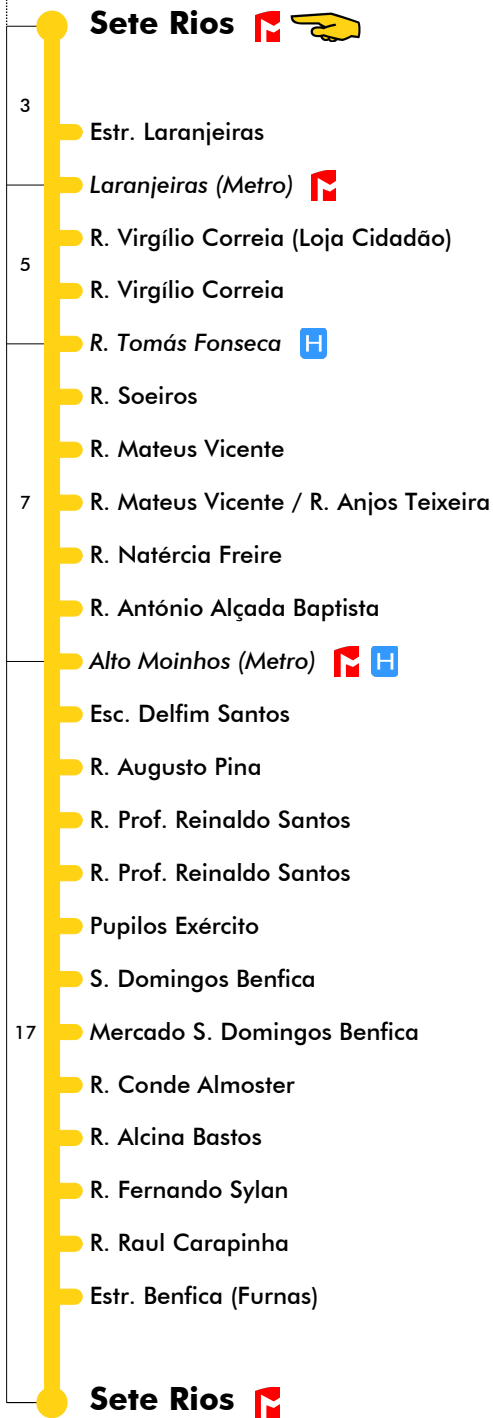 Sete Rios
3
Estr. Laranjeiras
Laranjeiras (Metro)
R. Virgílio Correia (Loja Cidadão)
5
R. Virgílio Correia
R. Tomás Fonseca H
R. Soeiros
R. Mateus Vicente
7 R. Mateus Vicente / R. Anjos Teixeira
R. Natércia Freire
R. António Alçada Baptista
Alto Moinhos (Metro) H
Esc. Delfim Santos
R. Augusto Pina
R. Prof. Reinaldo Santos
R. Prof. Reinaldo Santos
Pupilos Exército
S. Domingos Benfica
17 Mercado S. Domingos Benfica
R. Conde Almoster
R. Alcina Bastos
R. Fernando Sylan
R. Raul Carapinha
Estr. Benfica (Furnas)
Sete Rios